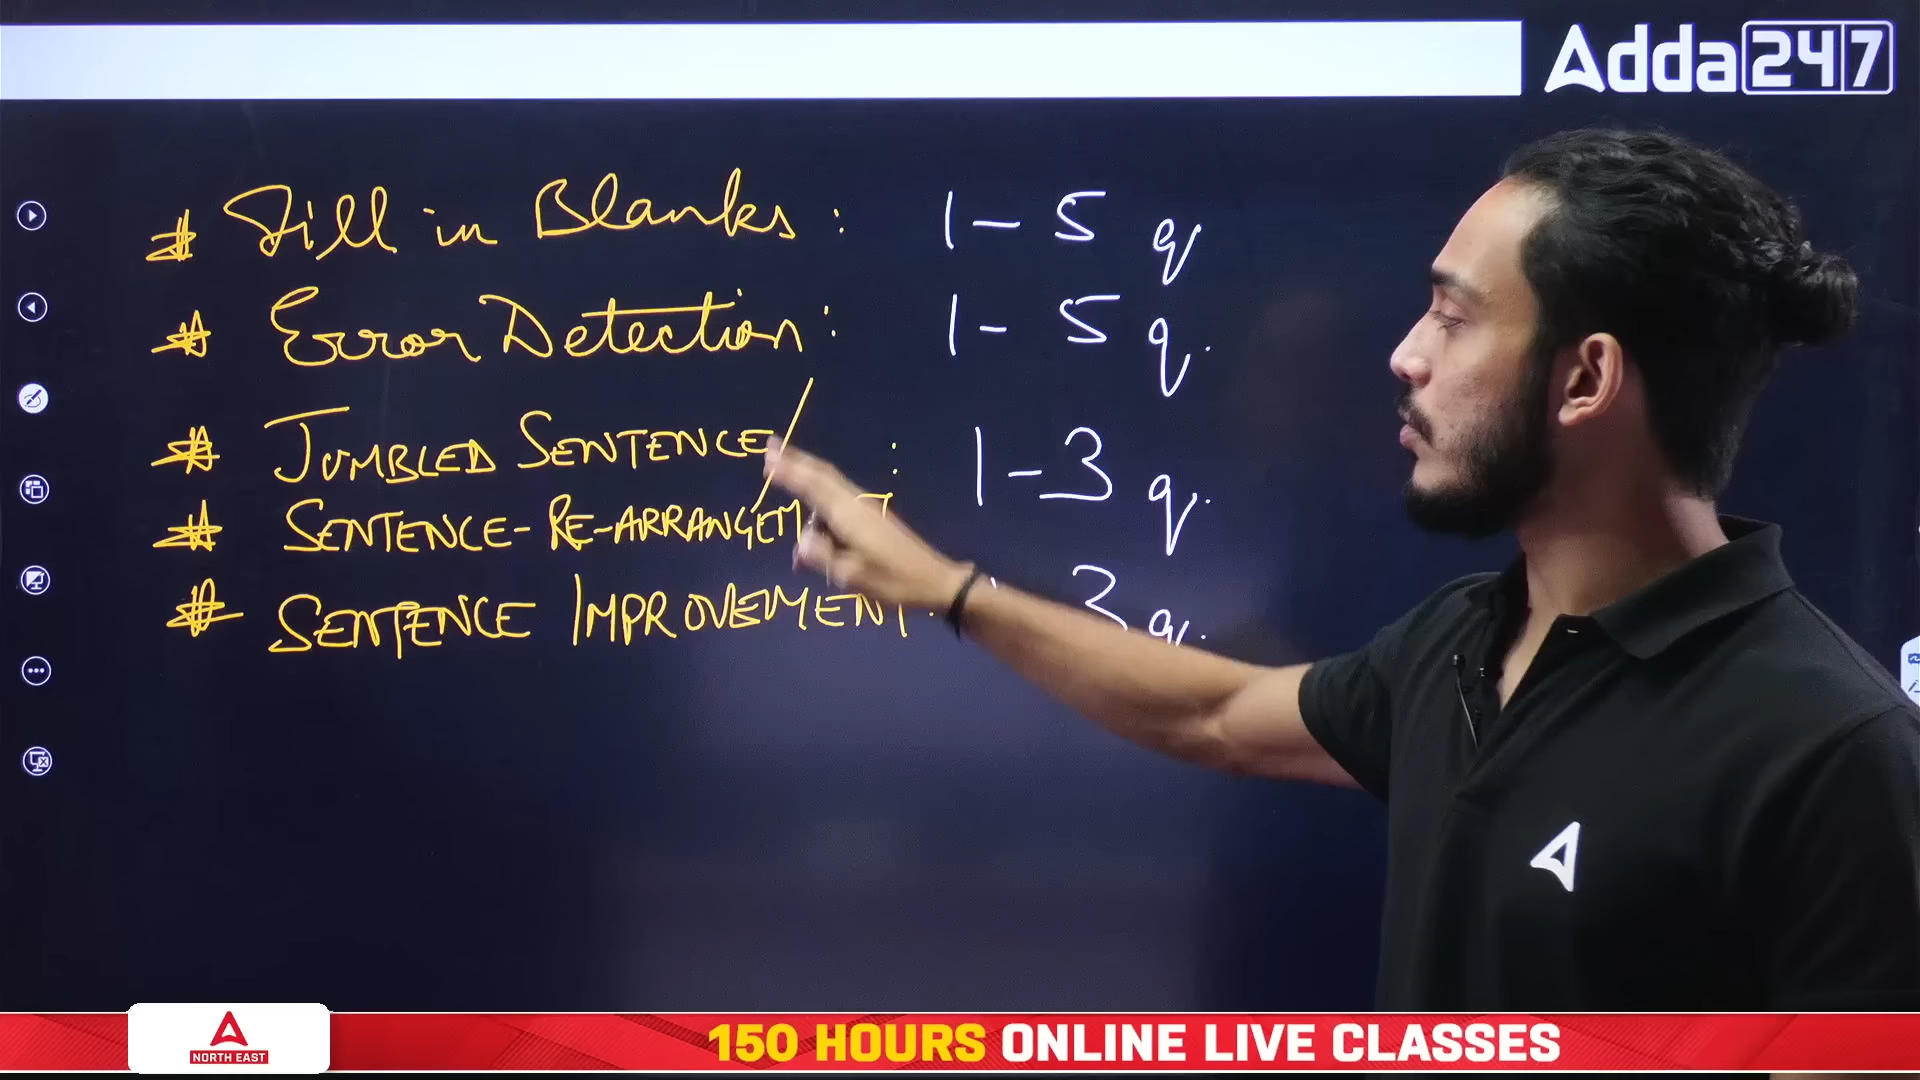 Adda247
# Fill in Blanks : 1 - 5 q
# Error Detection : 1 - 5 q.
# JUMBLED SENTENCE / : 1 - 3 q.
# SENTENCE - RE-ARRANGEMENT
# SENTENCE IMPROVEMENT : 3 q.
NORTH EAST
150 HOURS ONLINE LIVE CLASSES